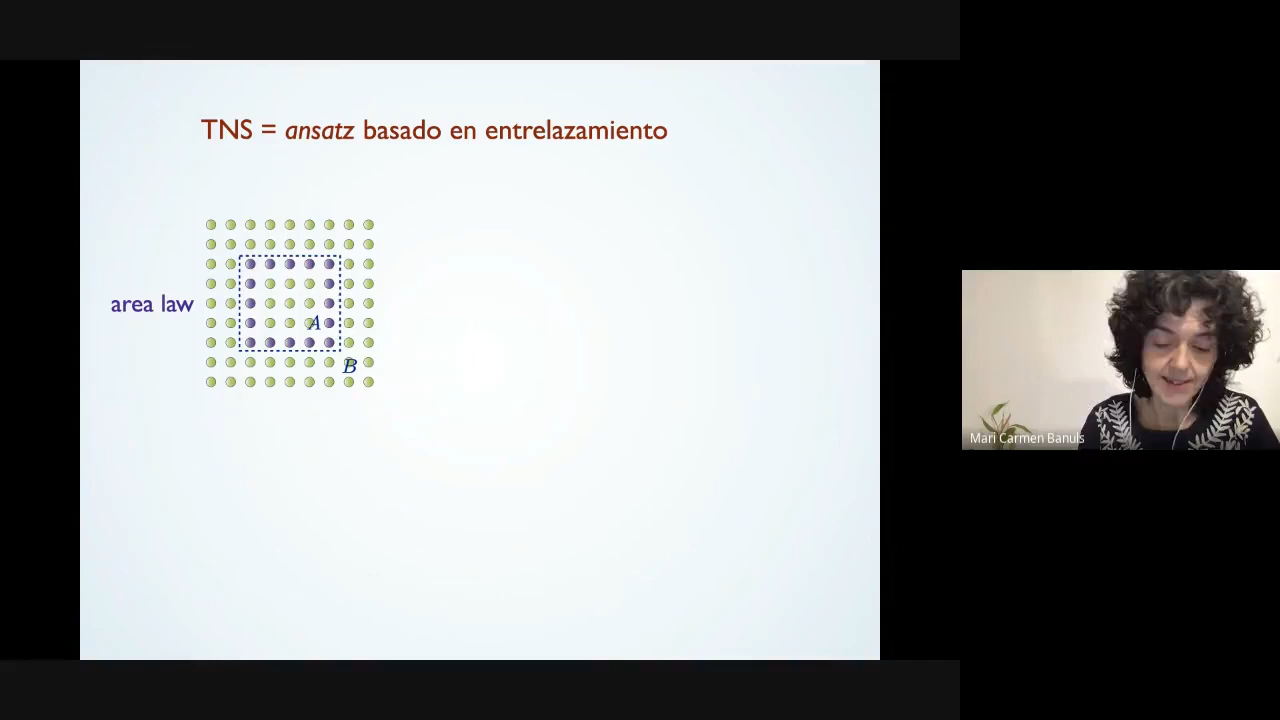 TNS = ansatz basado en entrelazamiento
area law
A
B
Mari Carmen Banuls